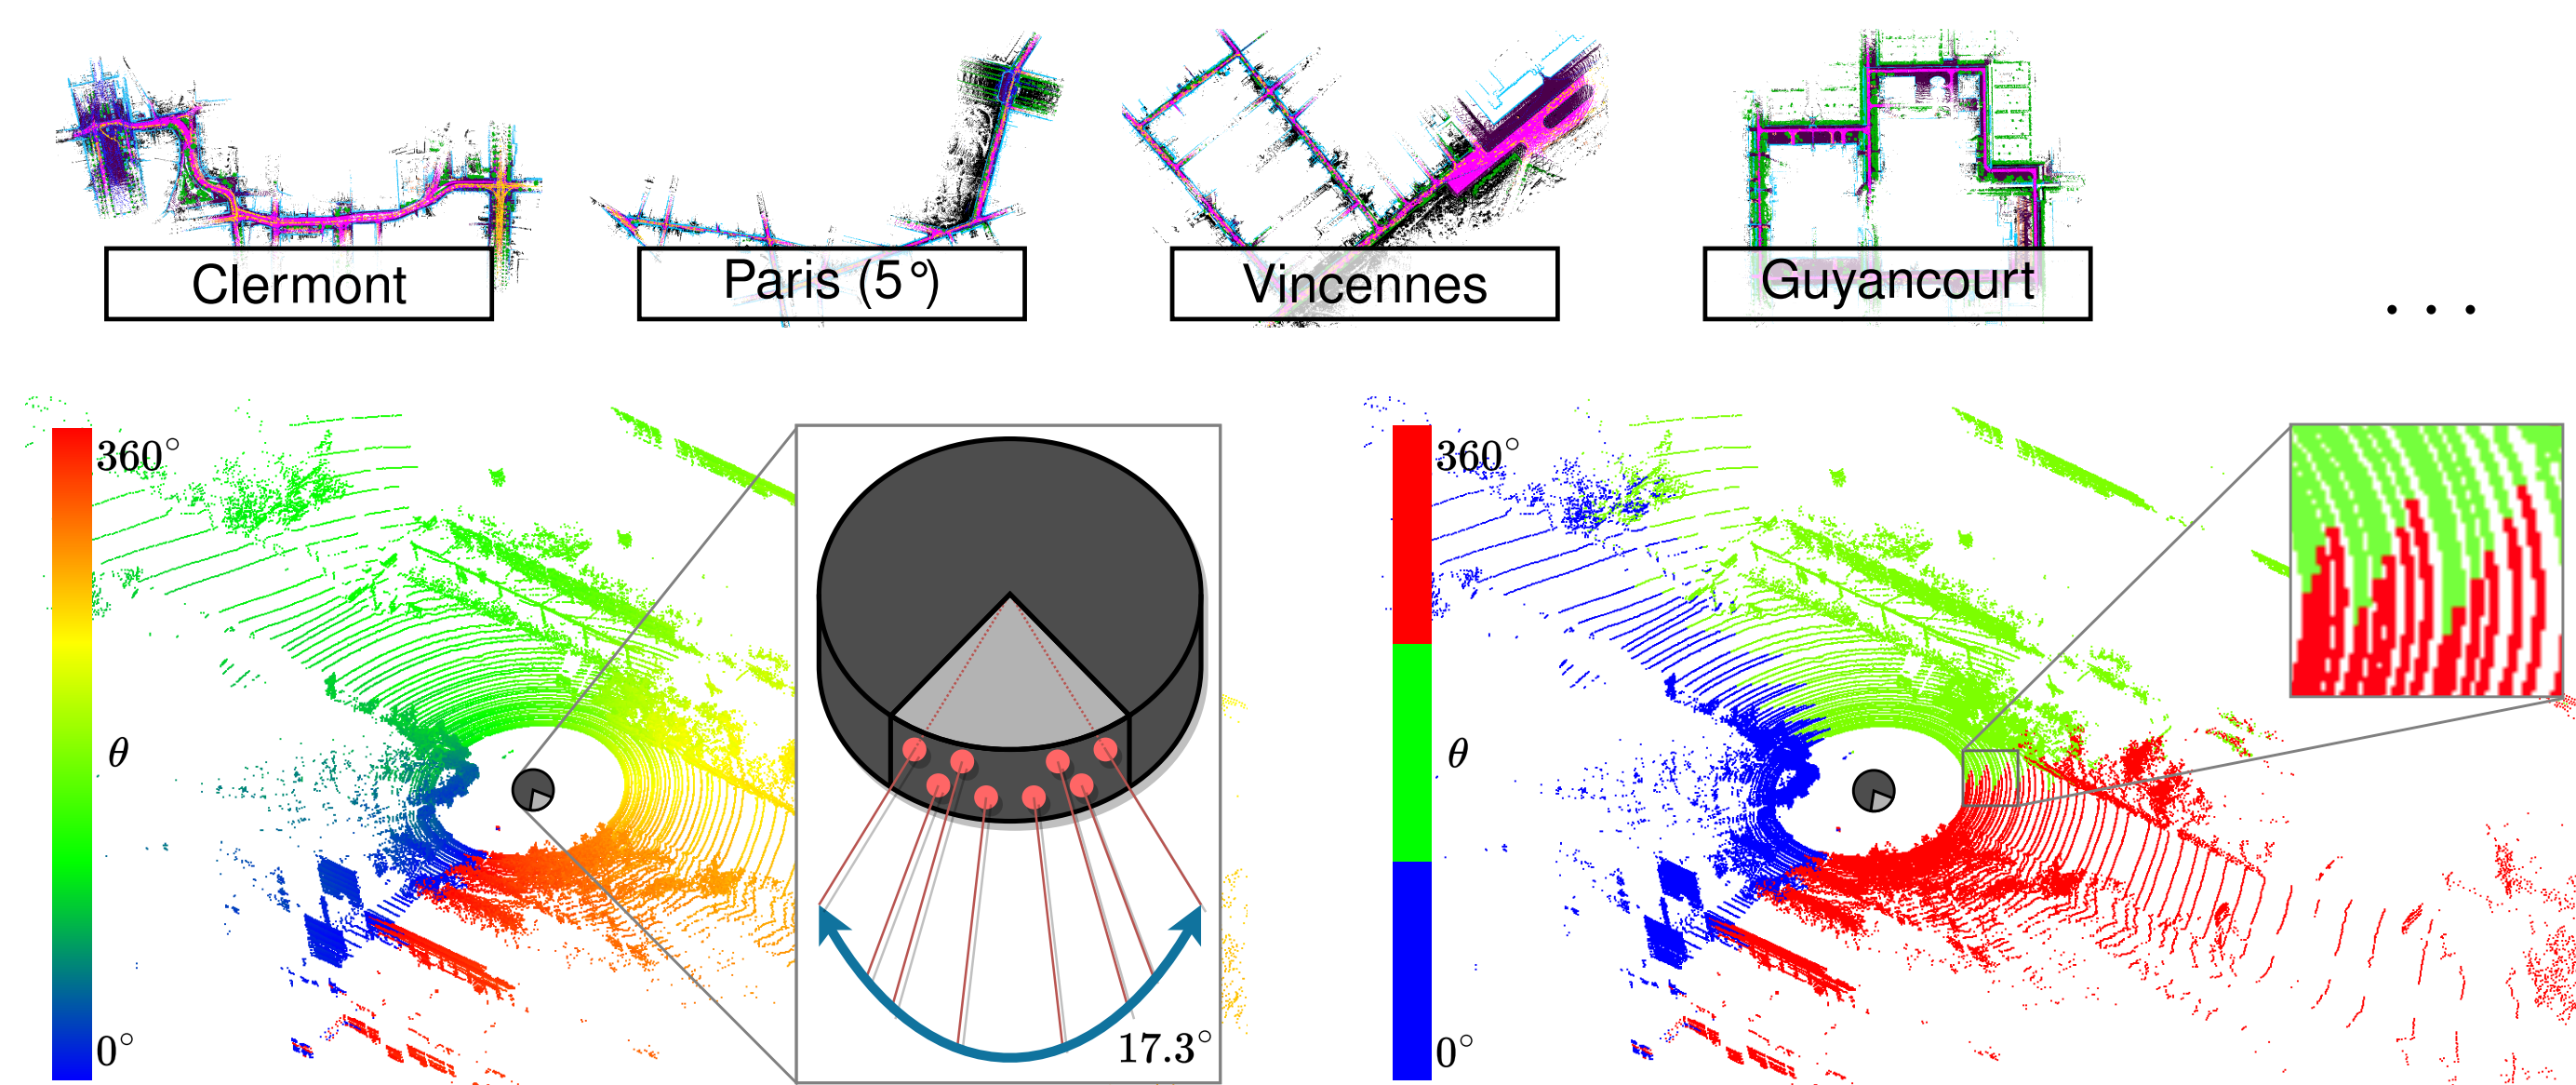 Clermont
Paris (5°)
Vincennes
Guyancourt
. . .
360°
θ
0°
17.3°
360°
θ
0°